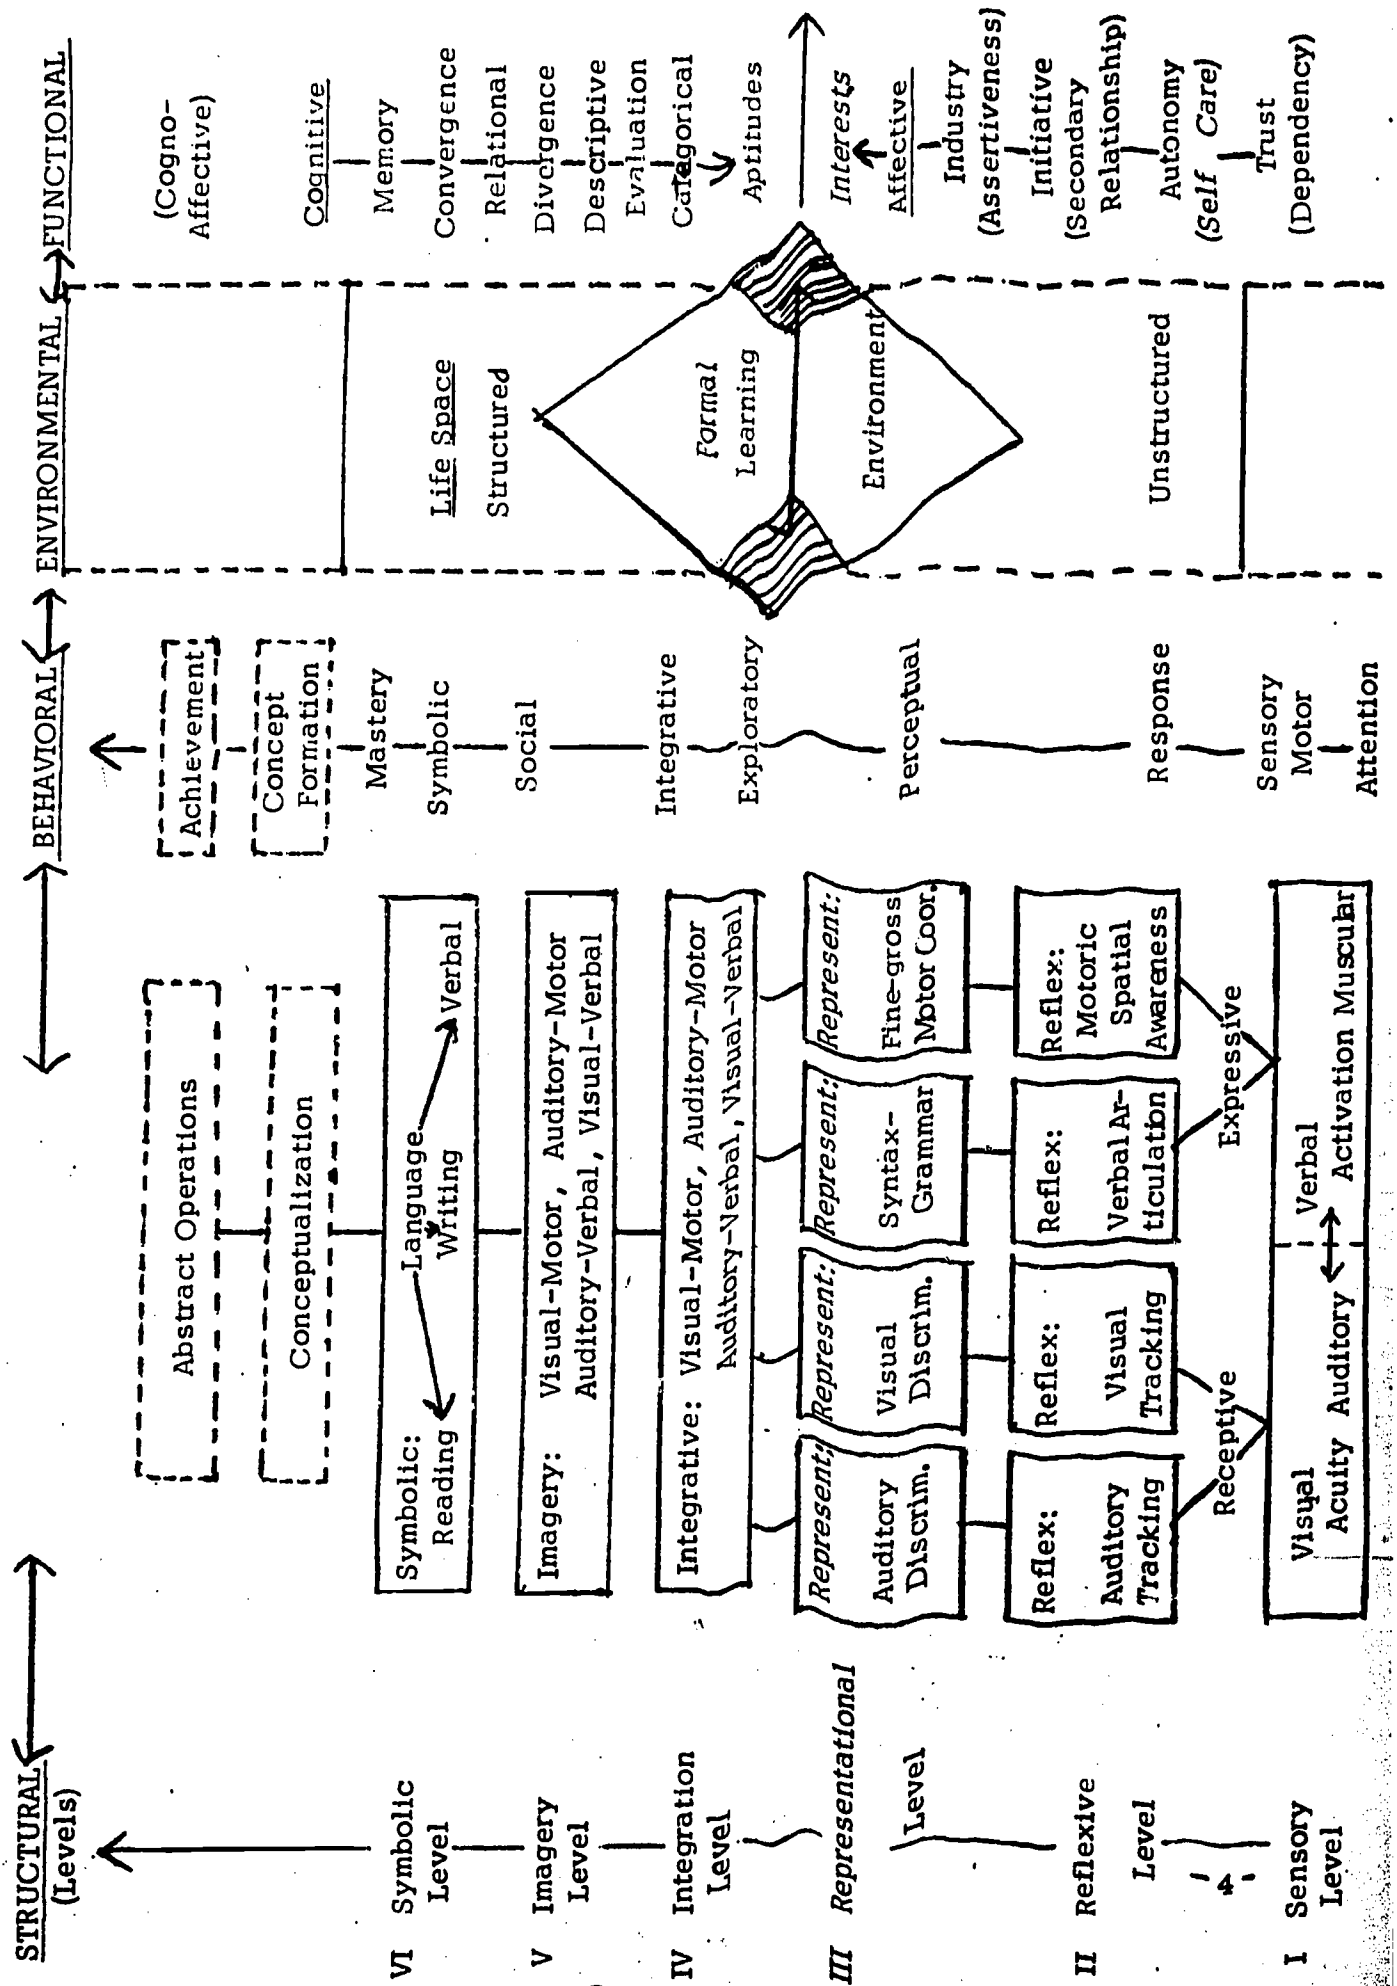 STRUCTURAL
(Levels)
BEHAVIORAL
ENVIRONMENTAL
FUNCTIONAL
VI Symbolic
Level
V Imagery
Level
IV Integration
Level
III Representational
Level
II Reflexive
Level
- 4 -
I Sensory
Level
Abstract Operations
Conceptualization
Symbolic: Language
Reading Writing Verbal
Imagery: Visual-Motor, Auditory-Motor
Auditory-Verbal, Visual-Verbal
Integrative: Visual-Motor, Auditory-Motor
Auditory-Verbal, Visual-Verbal
Represent:
Auditory
Discrim.
Represent:
Visual
Discrim.
Represent:
Syntax-
Grammar
Represent:
Fine-gross
Motor Coor.
Reflex:
Auditory
Tracking
Reflex:
Visual
Tracking
Reflex:
Verbal Ar-
ticulation
Reflex:
Motoric
Spatial
Awareness
Receptive
Expressive
Visual Verbal
Acuity Auditory Activation Muscular
Achievement
Concept
Formation
Mastery
Symbolic
Social
Integrative
Exploratory
Perceptual
Response
Sensory
Motor
Attention
Life Space
Structured
Formal
Learning
Environment
Unstructured
(Cogno-
Affective)
Cognitive
Memory
Convergence
Relational
Divergence
Descriptive
Evaluation
Categorical
Aptitudes
Interests
Affective
Industry
(Assertiveness)
Initiative
(Secondary
Relationship)
Autonomy
(Self Care)
Trust
(Dependency)